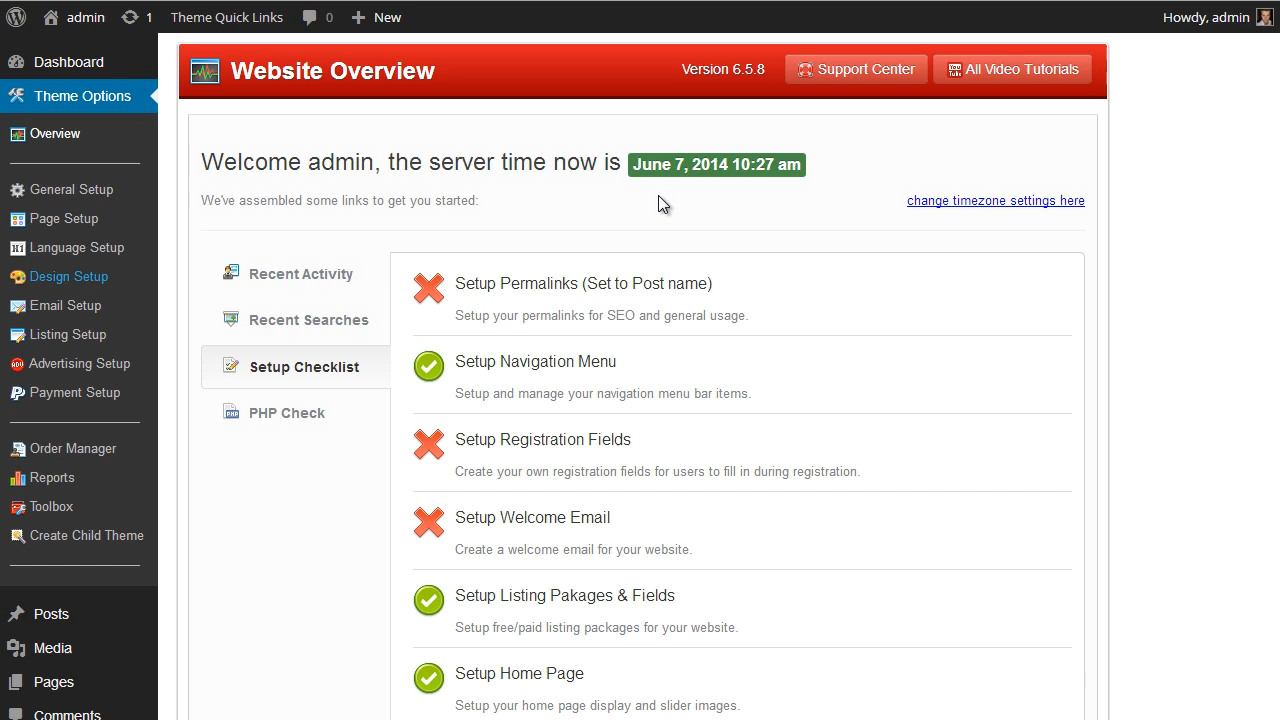 admin
1
Theme Quick Links
0
New
Howdy, admin
Dashboard
Theme Options
Overview
General Setup
Page Setup
Language Setup
Design Setup
Email Setup
Listing Setup
Advertising Setup
Payment Setup
Order Manager
Reports
Toolbox
Create Child Theme
Posts
Media
Pages
Comments
Website Overview
Version 6.5.8
Support Center
All Video Tutorials
Welcome admin, the server time now is June 7, 2014 10:27 am
We've assembled some links to get you started:
change timezone settings here
Recent Activity
Recent Searches
Setup Checklist
PHP Check
Setup Permalinks (Set to Post name)
Setup your permalinks for SEO and general usage.
Setup Navigation Menu
Setup and manage your navigation menu bar items.
Setup Registration Fields
Create your own registration fields for users to fill in during registration.
Setup Welcome Email
Create a welcome email for your website.
Setup Listing Pakages & Fields
Setup free/paid listing packages for your website.
Setup Home Page
Setup your home page display and slider images.